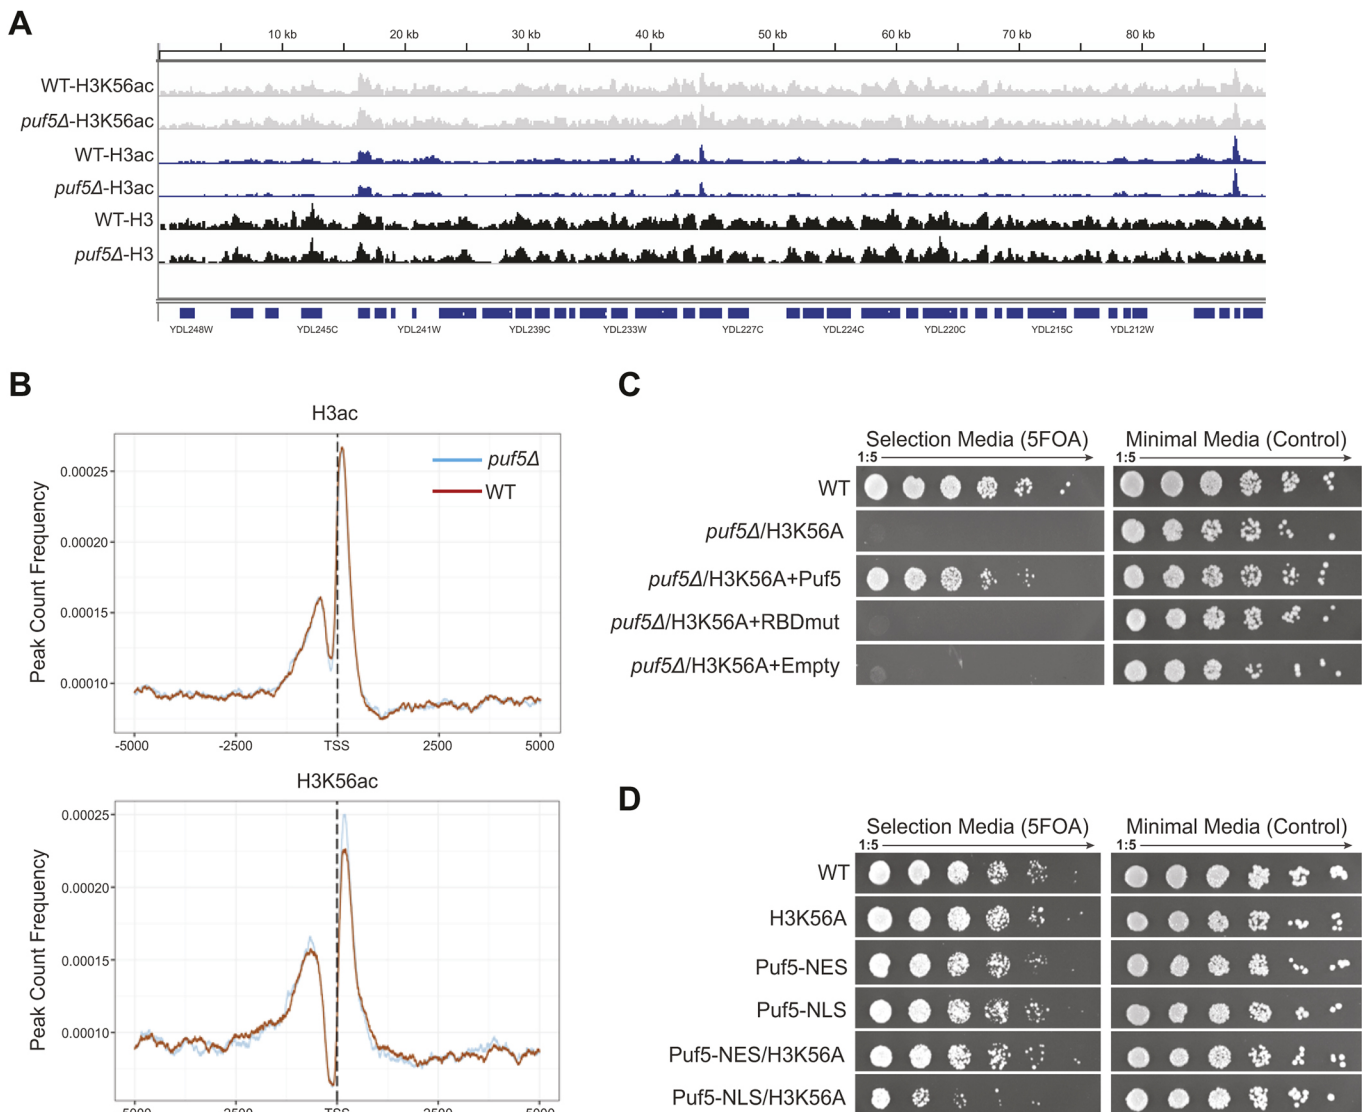 A
10 kb 20 kb 30 kb 40 kb 50 kb 60 kb 70 kb 80 kb
WT-H3K56ac
puf5Δ-H3K56ac
WT-H3ac
puf5Δ-H3ac
WT-H3
puf5Δ-H3
YDL248W YDL245C YDL241W YDL239C YDL233W YDL227C YDL224C YDL220C YDL215C YDL212W
B
H3ac
Peak Count Frequency
0.00025
0.00020
0.00015
0.00010
puf5Δ
WT
-5000 -2500 TSS 2500 5000
H3K56ac
Peak Count Frequency
0.00025
0.00020
0.00015
0.00010
-5000 -2500 TSS 2500 5000
C
Selection Media (5FOA) Minimal Media (Control)
1:5 1:5
WT
puf5Δ/H3K56A
puf5Δ/H3K56A+Puf5
puf5Δ/H3K56A+RBDmut
puf5Δ/H3K56A+Empty
D
Selection Media (5FOA) Minimal Media (Control)
1:5 1:5
WT
H3K56A
Puf5-NES
Puf5-NLS
Puf5-NES/H3K56A
Puf5-NLS/H3K56A